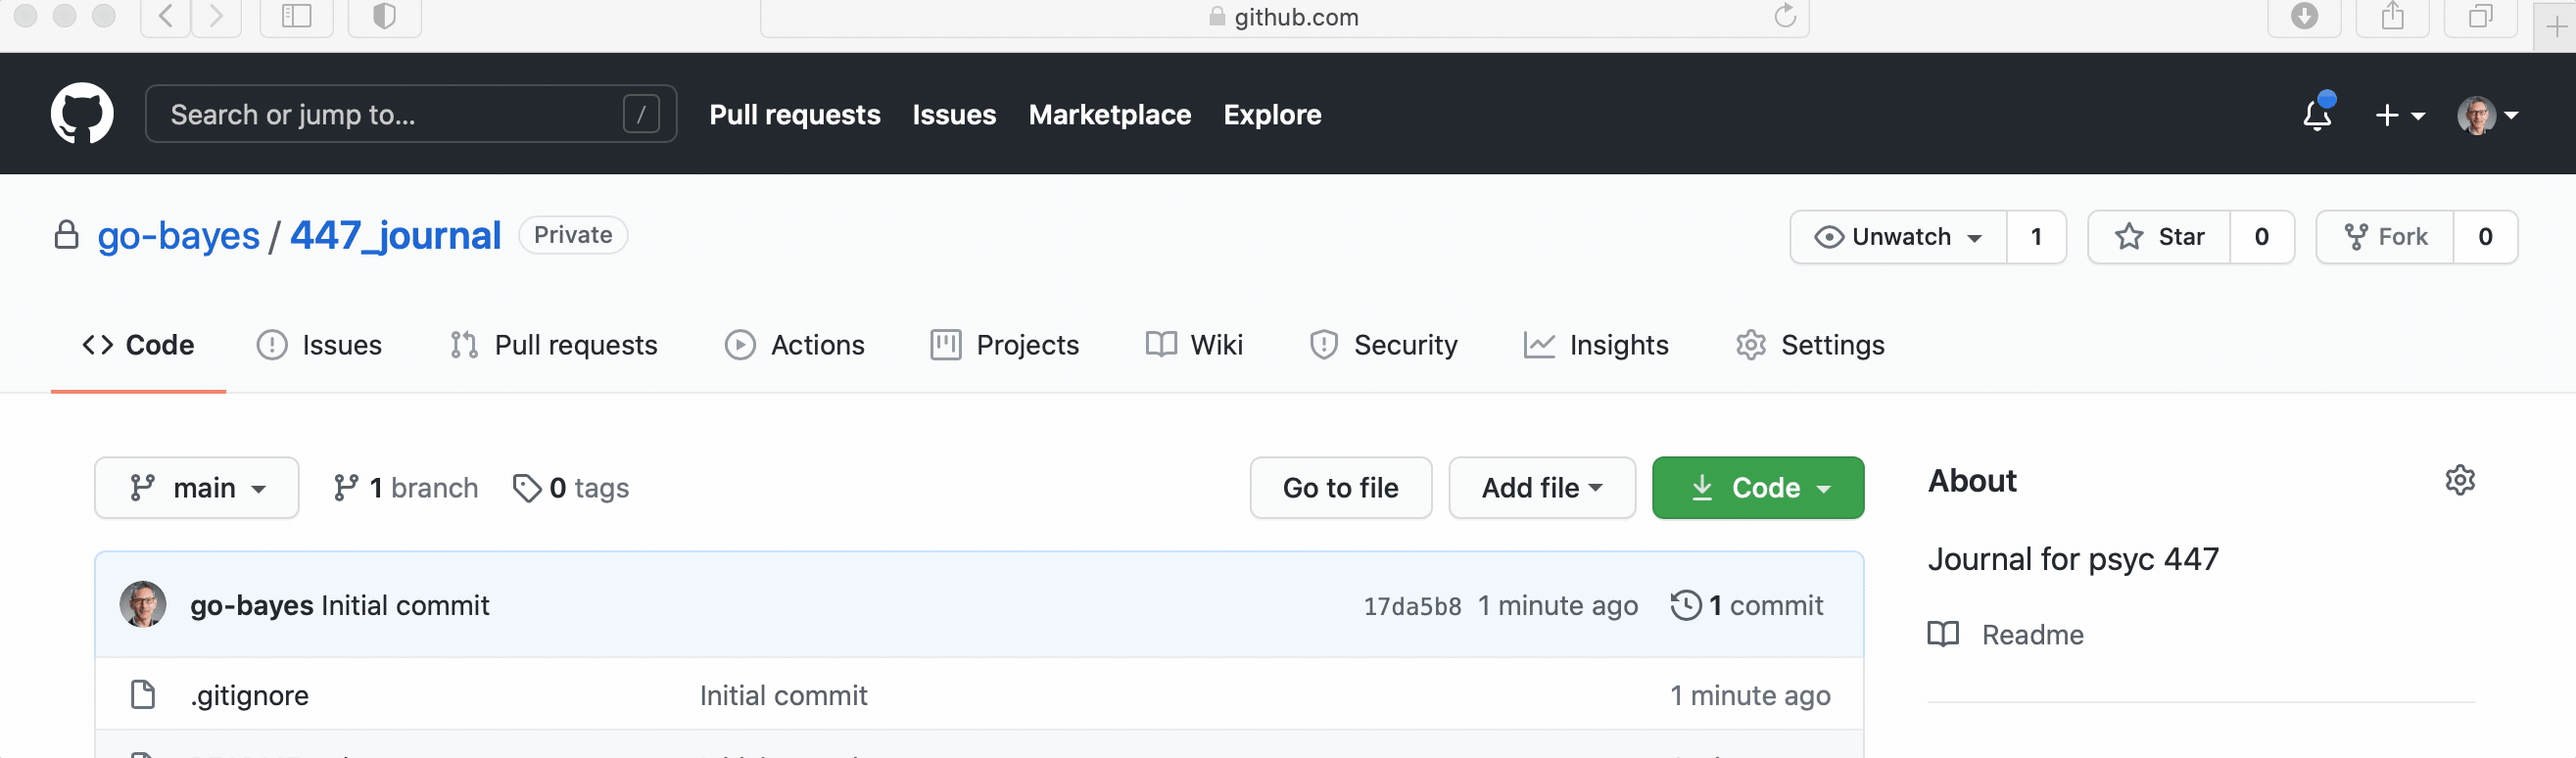 github.com
Search or jump to... / Pull requests Issues Marketplace Explore
go-bayes / 447_journal Private Unwatch 1 Star 0 Fork 0
Code Issues Pull requests Actions Projects Wiki Security Insights Settings
main 1 branch 0 tags Go to file Add file Code About
Journal for psyc 447
go-bayes Initial commit 17da5b8 1 minute ago 1 commit
Readme
.gitignore Initial commit 1 minute ago